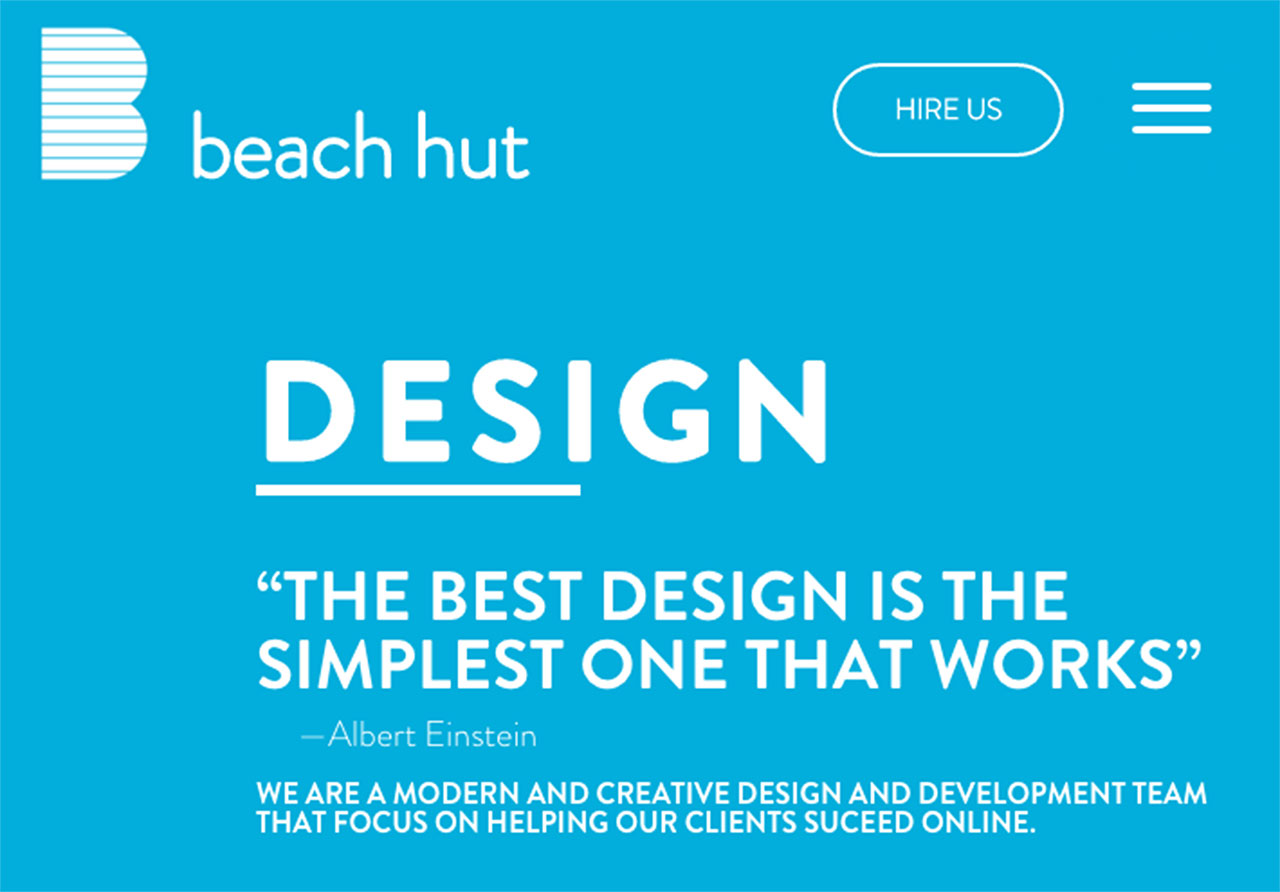 B beach hut
HIRE US
DESIGN
“THE BEST DESIGN IS THE
SIMPLEST ONE THAT WORKS”
—Albert Einstein
WE ARE A MODERN AND CREATIVE DESIGN AND DEVELOPMENT TEAM
THAT FOCUS ON HELPING OUR CLIENTS SUCEED ONLINE.